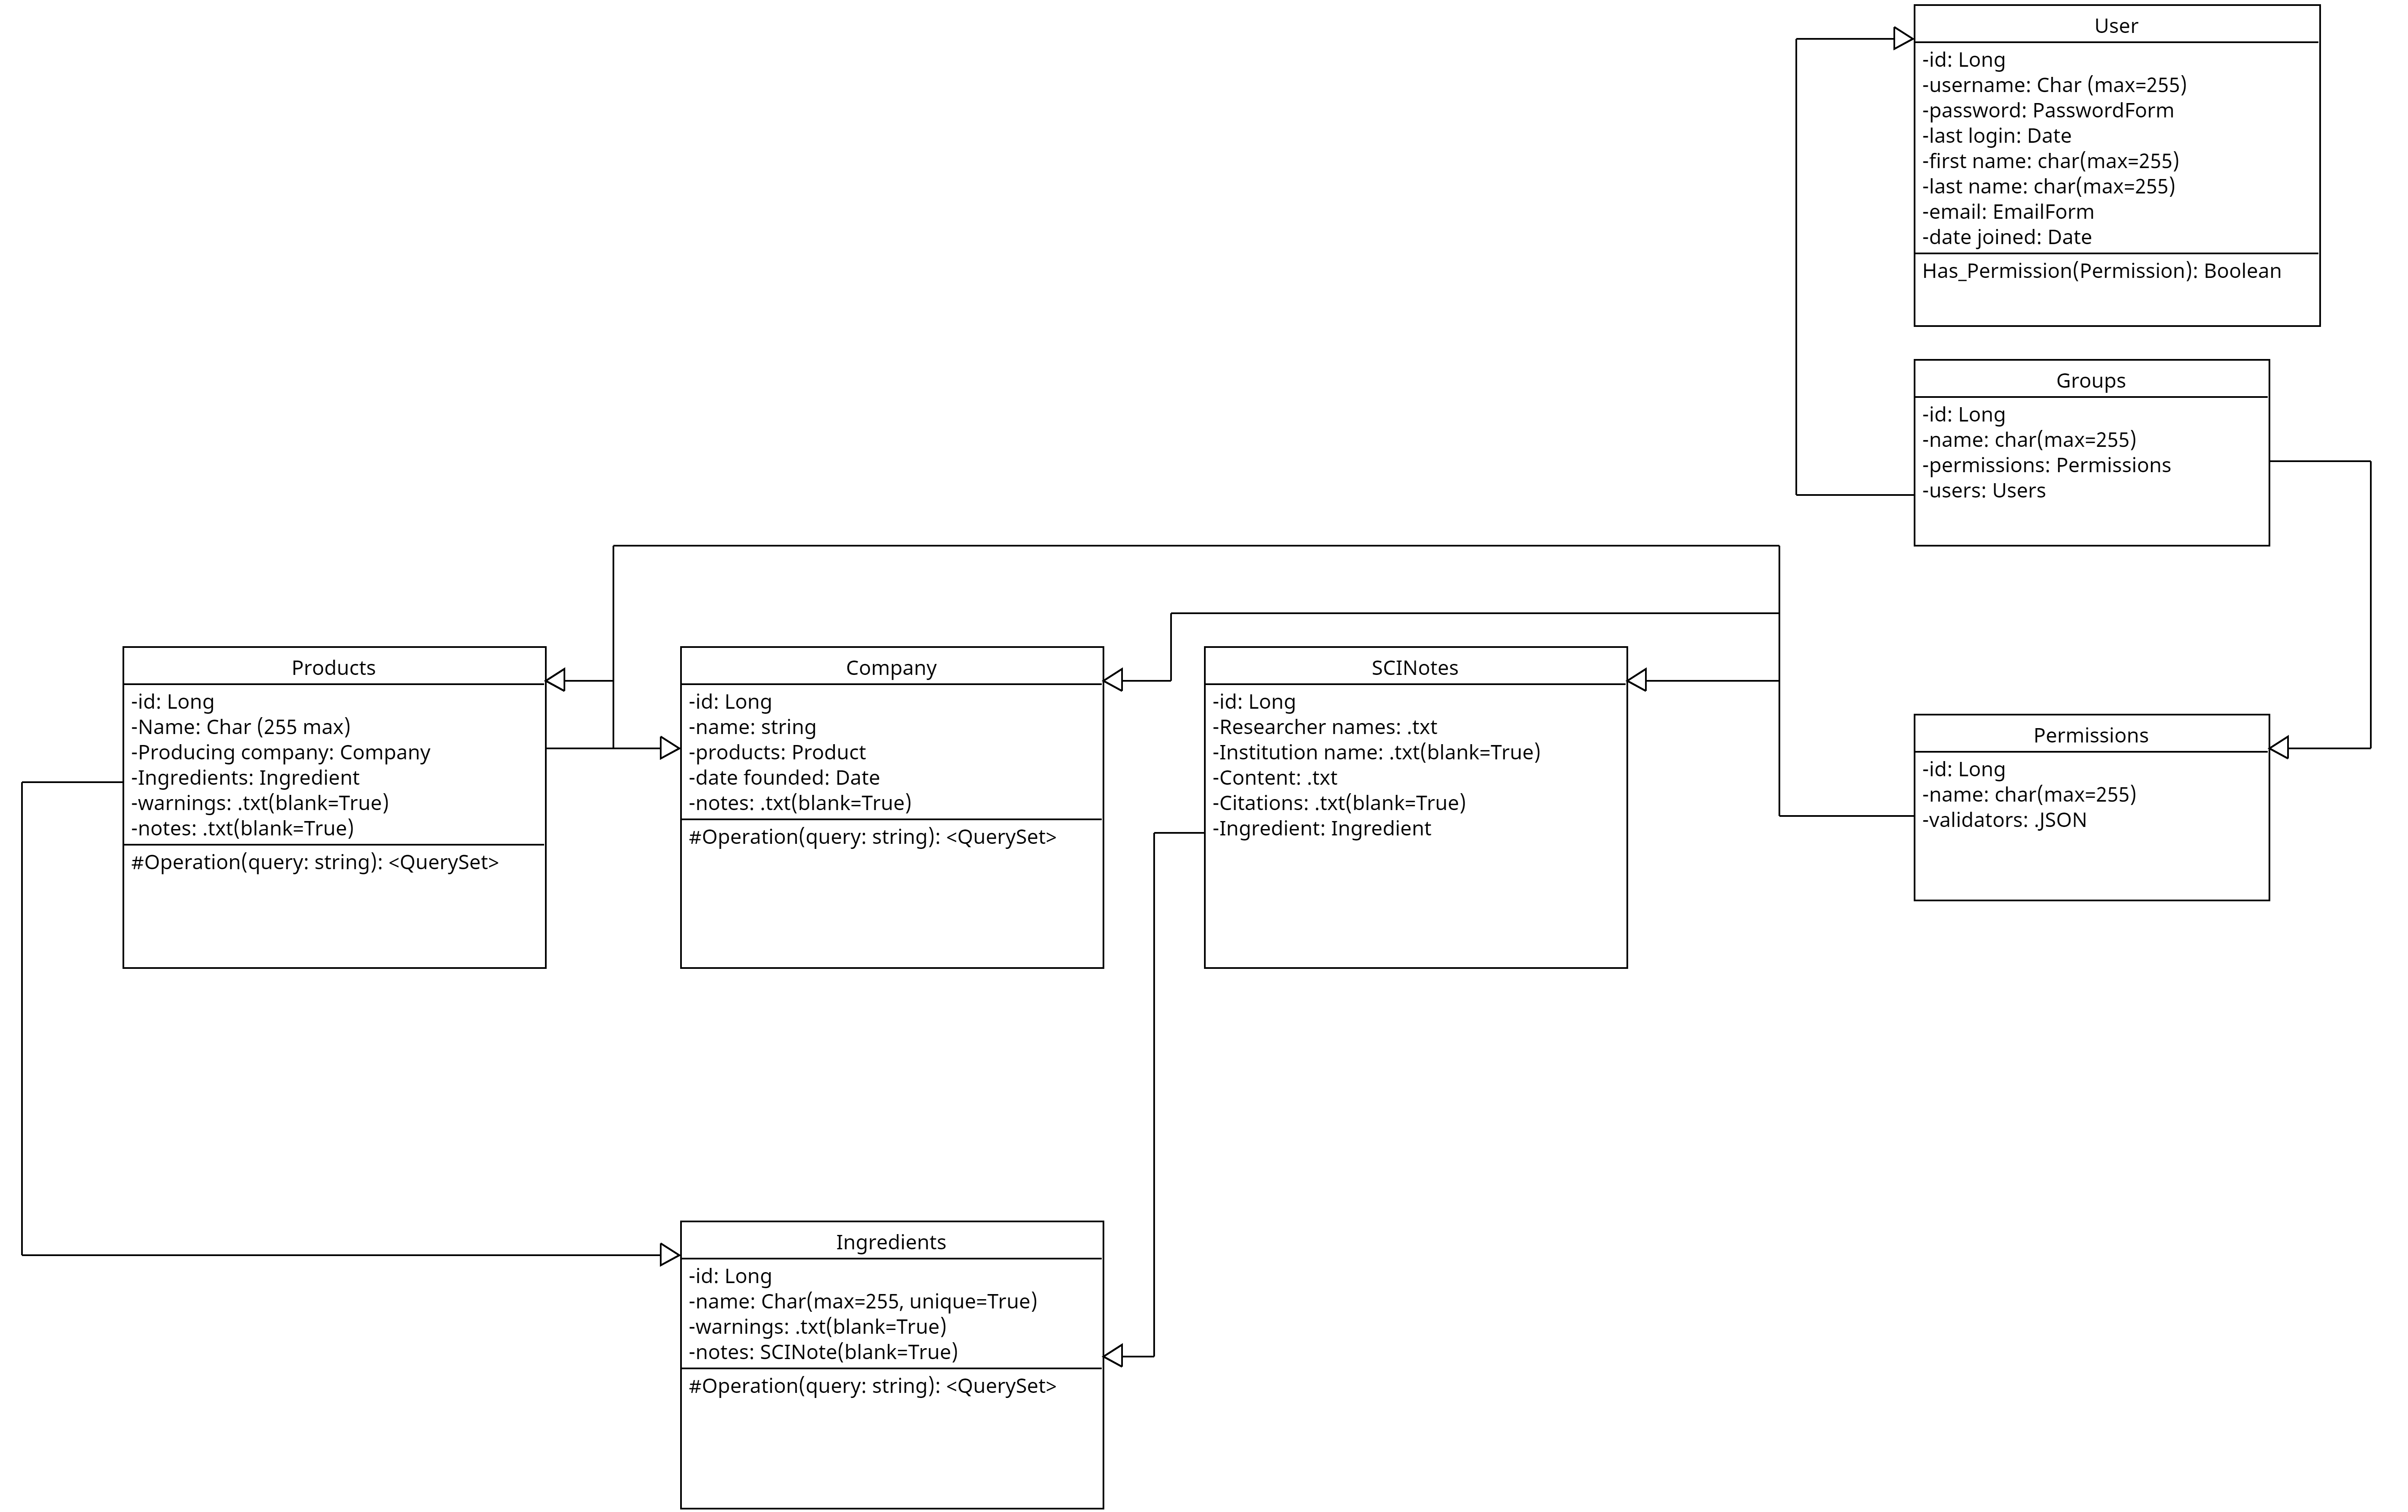 User
-id: Long
-username: Char (max=255)
-password: PasswordForm
-last login: Date
-first name: char(max=255)
-last name: char(max=255)
-email: EmailForm
-date joined: Date
Has_Permission(Permission): Boolean
Groups
-id: Long
-name: char(max=255)
-permissions: Permissions
-users: Users
Products
-id: Long
-Name: Char (255 max)
-Producing company: Company
-Ingredients: Ingredient
-warnings: .txt(blank=True)
-notes: .txt(blank=True)
#Operation(query: string): <QuerySet>
Company
-id: Long
-name: string
-products: Product
-date founded: Date
-notes: .txt(blank=True)
#Operation(query: string): <QuerySet>
SCINotes
-id: Long
-Researcher names: .txt
-Institution name: .txt(blank=True)
-Content: .txt
-Citations: .txt(blank=True)
-Ingredient: Ingredient
Permissions
-id: Long
-name: char(max=255)
-validators: .JSON
Ingredients
-id: Long
-name: Char(max=255, unique=True)
-warnings: .txt(blank=True)
-notes: SCINote(blank=True)
#Operation(query: string): <QuerySet>